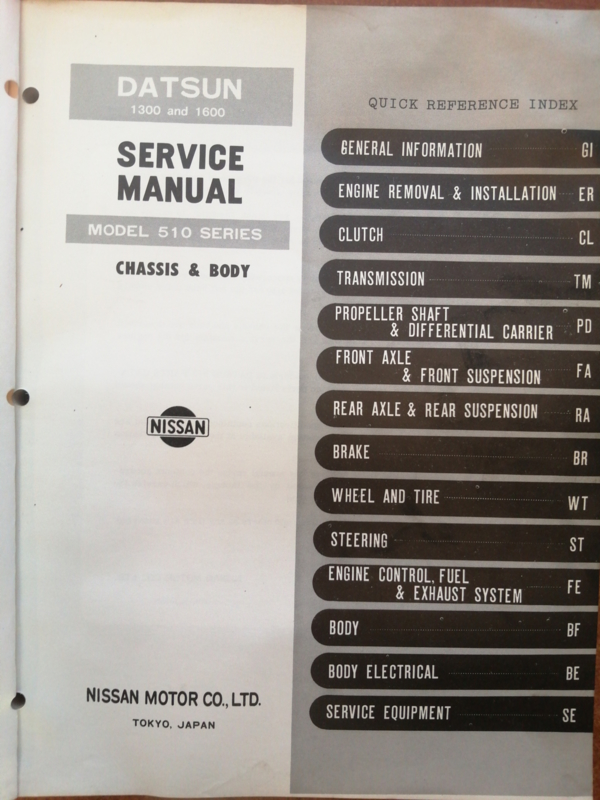 DATSUN
1300 and 1600
SERVICE
MANUAL
MODEL 510 SERIES
CHASSIS & BODY
NISSAN
NISSAN MOTOR CO., LTD.
TOKYO, JAPAN
QUICK REFERENCE INDEX
GENERAL INFORMATION GI
ENGINE REMOVAL & INSTALLATION ER
CLUTCH CL
TRANSMISSION TM
PROPELLER SHAFT
& DIFFERENTIAL CARRIER PD
FRONT AXLE
& FRONT SUSPENSION FA
REAR AXLE & REAR SUSPENSION RA
BRAKE BR
WHEEL AND TIRE WT
STEERING ST
ENGINE CONTROL, FUEL
& EXHAUST SYSTEM FE
BODY BF
BODY ELECTRICAL BE
SERVICE EQUIPMENT SE